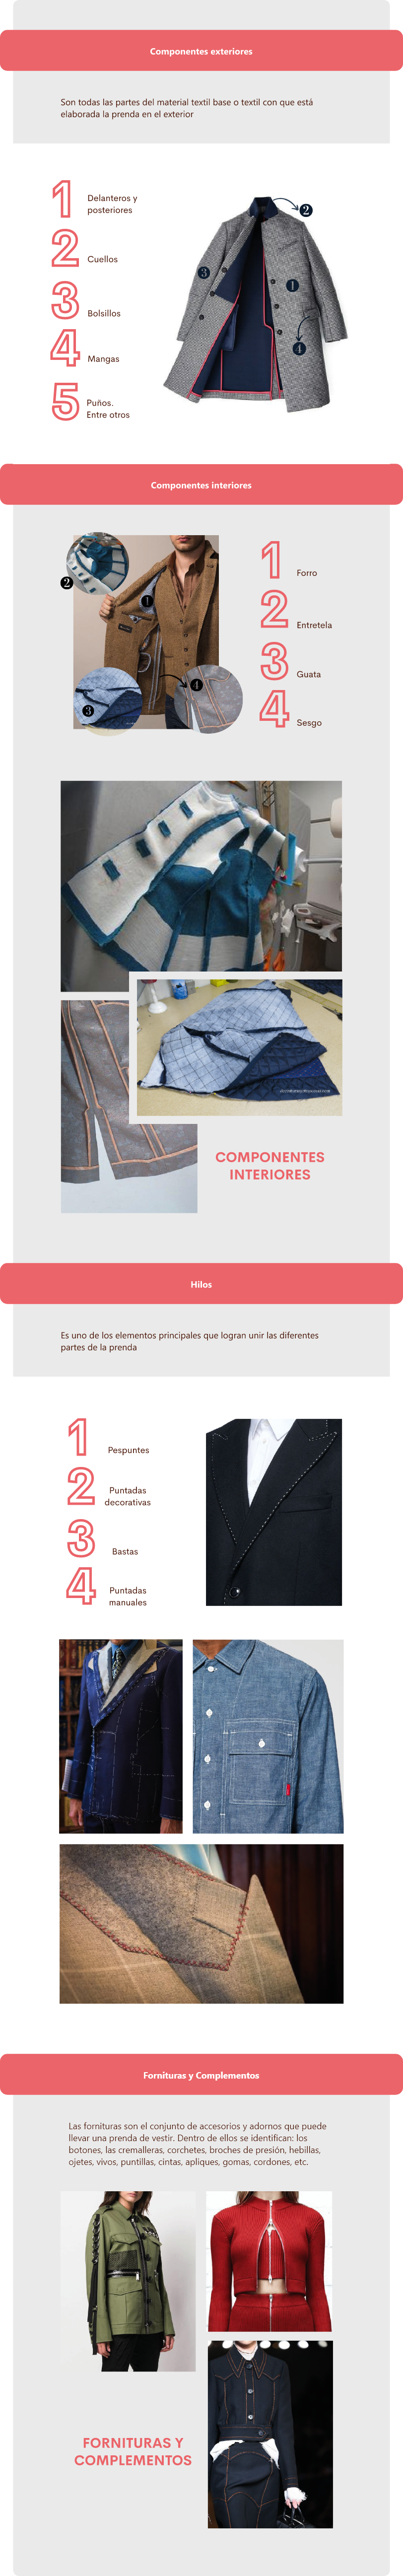 Componentes exteriores
Son todas las partes del material textil base o textil con que está
elaborada la prenda en el exterior
1
Delanteros y
posteriores
2
Cuellos
3
Bolsillos
4
Mangas
5
Puños.
Entre otros
2
3
1
4
Componentes interiores
2
1
3
4
1
Forro
2
Entretela
3
Guata
4
Sesgo
COMPONENTES
INTERIORES
Hilos
Es uno de los elementos principales que logran unir las diferentes
partes de la prenda
1
Pespuntes
2
Puntadas
decorativas
3
Bastas
4
Puntadas
manuales
Fornituras y Complementos
Las fornituras son el conjunto de accesorios y adornos que puede
llevar una prenda de vestir. Dentro de ellos se identifican: los
botones, las cremalleras, corchetes, broches de presión, hebillas,
ojetes, vivos, puntillas, cintas, apliques, gomas, cordones, etc.
FORNITURAS Y
COMPLEMENTOS